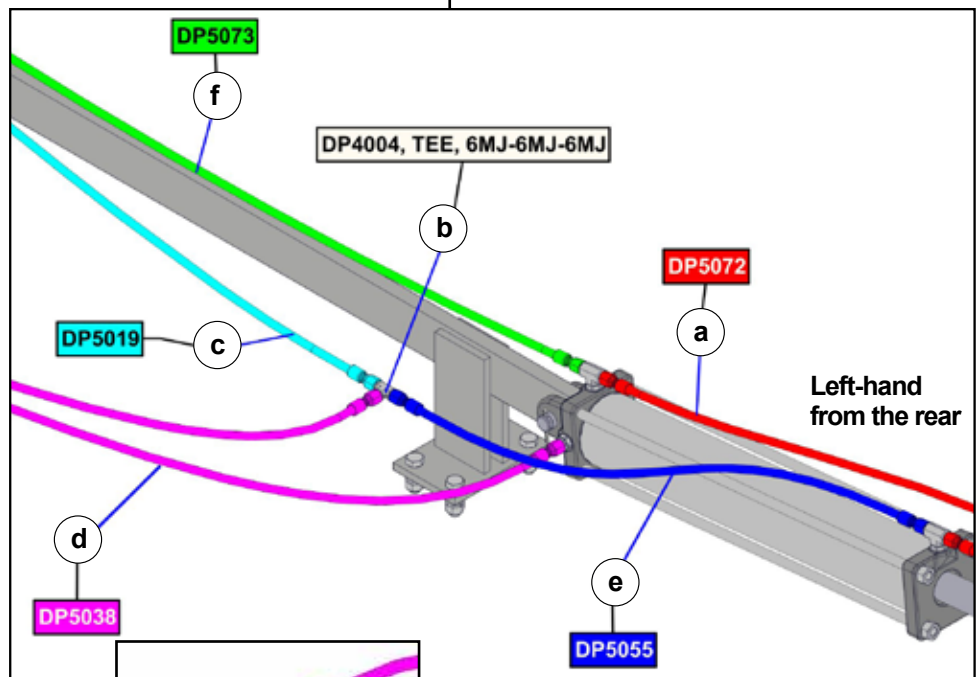 DP5073
f
DP4004, TEE, 6MJ-6MJ-6MJ
b
DP5072
a
DP5019
c
Left-hand
from the rear
d
e
DP5038
DP5055